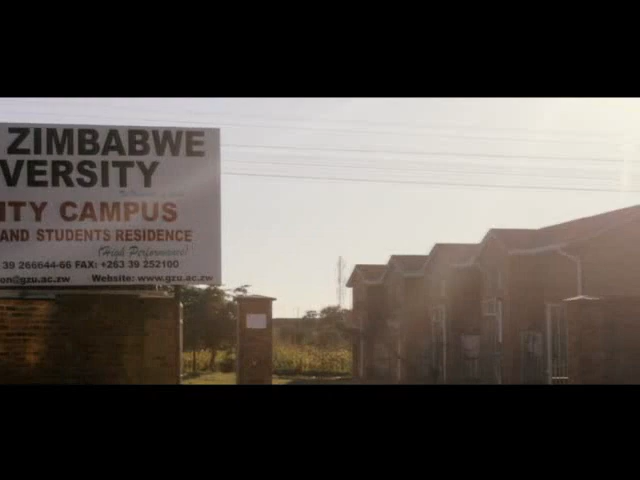 ZIMBABWE
VERSITY
ITY CAMPUS
AND STUDENTS RESIDENCE
(High Performance)
39 266644-66 FAX: +263 39 252100
on@gzu.ac.zw Website: www.gzu.ac.zw